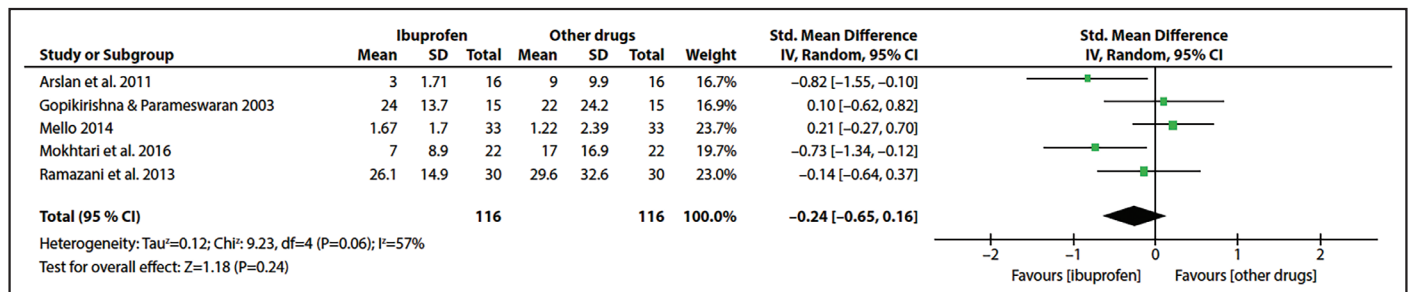 Ibuprofen Other drugs Std. Mean Difference Std. Mean Difference
Study or Subgroup Mean SD Total Mean SD Total Weight IV, Random, 95% CI IV, Random, 95% CI
Arslan et al. 2011 3 1.71 16 9 9.9 16 16.7% −0.82 [−1.55, −0.10]
Gopikirishna & Parameswaran 2003 24 13.7 15 22 24.2 15 16.9% 0.10 [−0.62, 0.82]
Mello 2014 1.67 1.7 33 1.22 2.39 33 23.7% 0.21 [−0.27, 0.70]
Mokhtari et al. 2016 7 8.9 22 17 16.9 22 19.7% −0.73 [−1.34, −0.12]
Ramazani et al. 2013 26.1 14.9 30 29.6 32.6 30 23.0% −0.14 [−0.64, 0.37]
Total (95 % CI) 116 116 100.0% −0.24 [−0.65, 0.16]
Heterogeneity: Tauᶻ=0.12; Chiᶻ: 9.23, df=4 (P=0.06); Iᶻ=57%
Test for overall effect: Z=1.18 (P=0.24)
−2 −1 0 1 2
Favours [ibuprofen] Favours [other drugs]